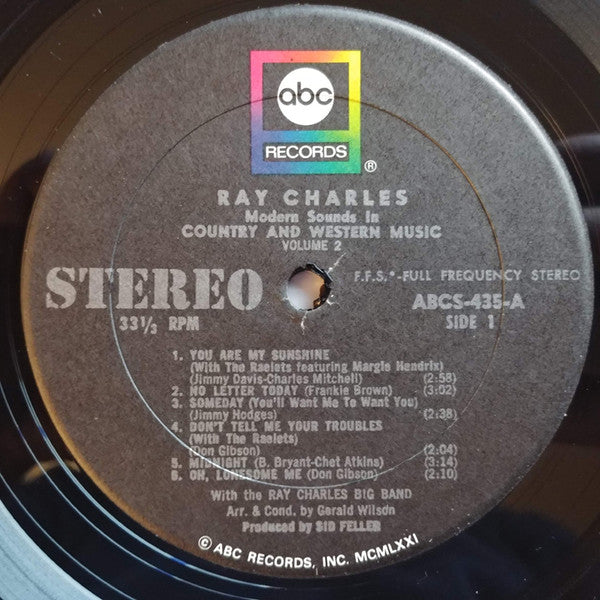 abc
RECORDS
®
RAY CHARLES
Modern Sounds In
COUNTRY AND WESTERN MUSIC
VOLUME 2
STEREO
33⅓ RPM
F.F.S.*-FULL FREQUENCY STEREO
ABCS-435-A
SIDE 1
1. YOU ARE MY SUNSHINE
(With The Raelets featuring Margie Hendrix)
(Jimmy Davis-Charles Mitchell) (2:58)
2. NO LETTER TODAY (Frankie Brown) (3:02)
3. SOMEDAY (You'll Want Me To Want You)
(Jimmy Hodges) (2:38)
4. DON'T TELL ME YOUR TROUBLES
(With The Raelets)
(Don Gibson) (2:04)
5. MIDNIGHT (B. Bryant-Chet Atkins) (3:14)
6. OH, LONESOME ME (Don Gibson) (2:10)
With the RAY CHARLES BIG BAND
Arr. & Cond. by Gerald Wilson
Produced by SID FELLER
© ABC RECORDS, INC. MCMLXXI